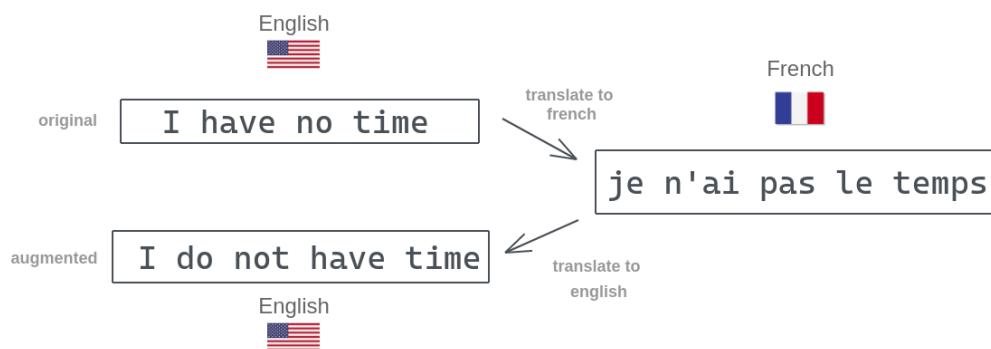 English
original
I have no time
translate to
french
French
je n'ai pas le temps
augmented
I do not have time
translate to
english
English